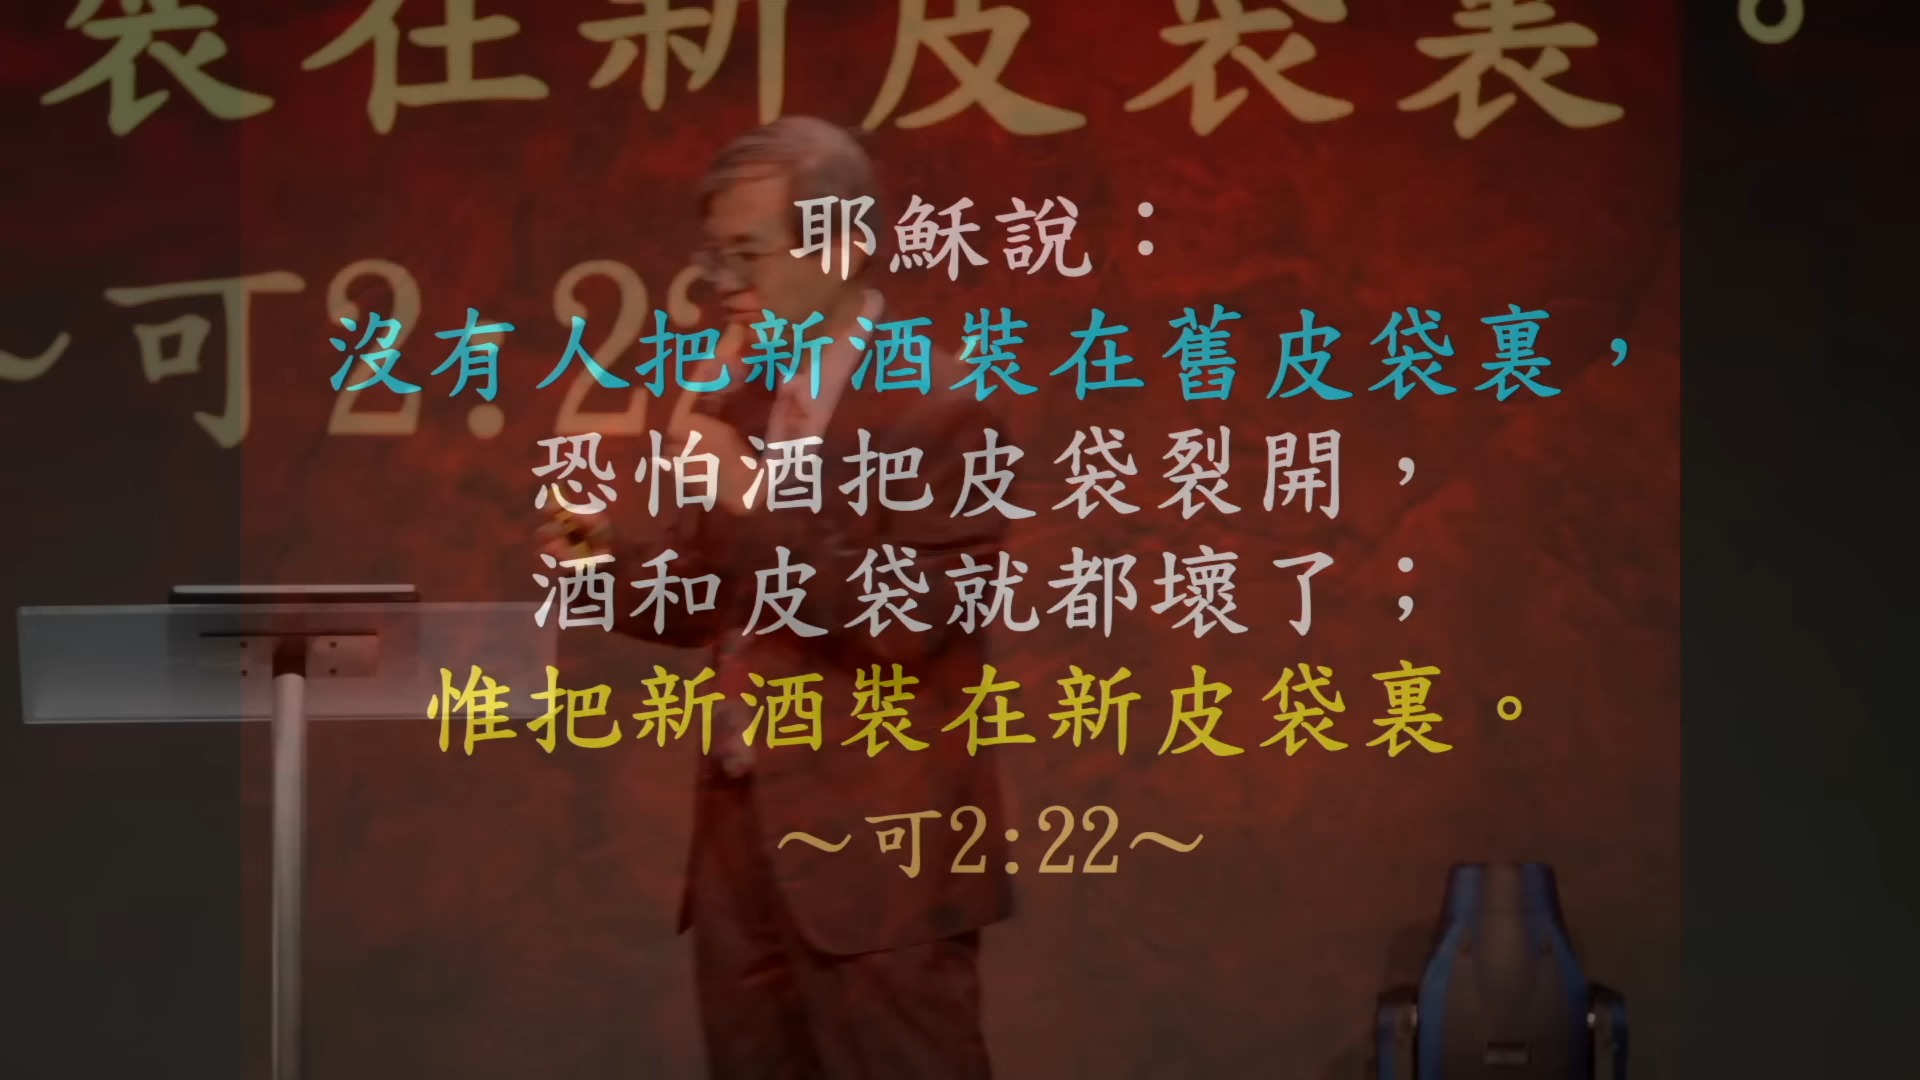 裝在新皮袋裏。
～可2:22
耶穌說：
沒有人把新酒裝在舊皮袋裏，
恐怕酒把皮袋裂開，
酒和皮袋就都壞了；
惟把新酒裝在新皮袋裏。
～可2:22～